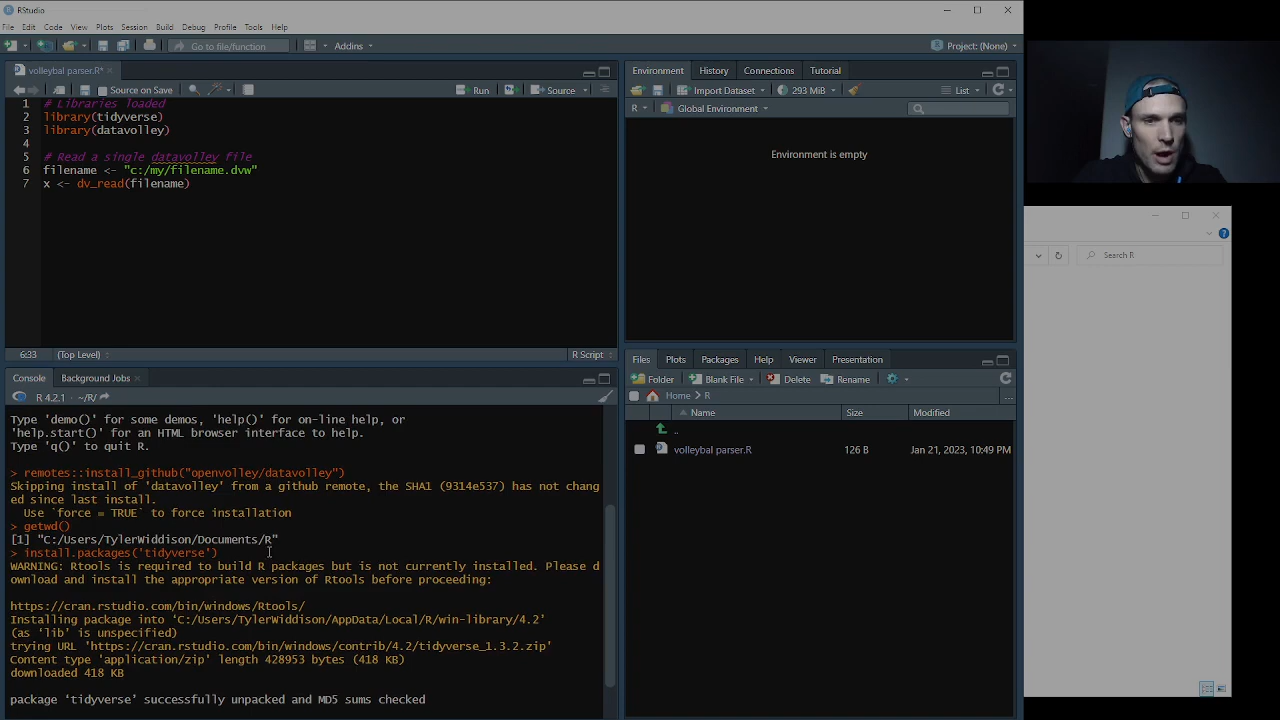 RStudio
File Edit Code View Plots Session Build Debug Profile Tools Help
Go to file/function
Addins
Project: (None)
volleybal parser.R*
Source on Save
Run
Source
1 # Libraries loaded
2 library(tidyverse)
3 library(datavolley)
4
5 # Read a single datavolley file
6 filename <- "c:/my/filename.dvw"
7 x <- dv_read(filename)
6:33 (Top Level) R Script
Console Background Jobs
R 4.2.1 · ~/R/
Type 'demo()' for some demos, 'help()' for on-line help, or
'help.start()' for an HTML browser interface to help.
Type 'q()' to quit R.
> remotes::install_github("openvolley/datavolley")
Skipping install of 'datavolley' from a github remote, the SHA1 (9314e537) has not chang
ed since last install.
Use `force = TRUE` to force installation
> getwd()
[1] "C:/Users/TylerWiddison/Documents/R"
> install.packages('tidyverse')
WARNING: Rtools is required to build R packages but is not currently installed. Please d
ownload and install the appropriate version of Rtools before proceeding:
https://cran.rstudio.com/bin/windows/Rtools/
Installing package into ‘C:/Users/TylerWiddison/AppData/Local/R/win-library/4.2’
(as ‘lib’ is unspecified)
trying URL 'https://cran.rstudio.com/bin/windows/contrib/4.2/tidyverse_1.3.2.zip'
Content type 'application/zip' length 428953 bytes (418 KB)
downloaded 418 KB
package ‘tidyverse’ successfully unpacked and MD5 sums checked
Environment History Connections Tutorial
Import Dataset 293 MiB List
R Global Environment
Environment is empty
Files Plots Packages Help Viewer Presentation
Folder Blank File Delete Rename
Home R
Name Size Modified
..
volleybal parser.R 126 B Jan 21, 2023, 10:49 PM
Search R